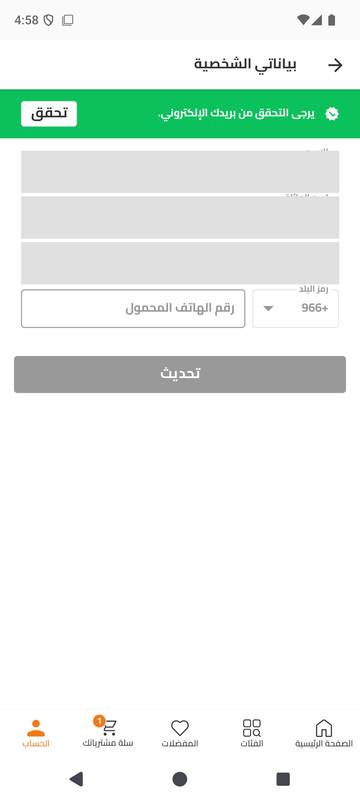 4:58
بياناتي الشخصية
يرجى التحقق من بريدك الإلكتروني.
تحقق
رمز البلد
+966
رقم الهاتف المحمول
تحديث
الصفحة الرئيسية
الفئات
المفضلات
1
سلة مشترياتك
الحساب